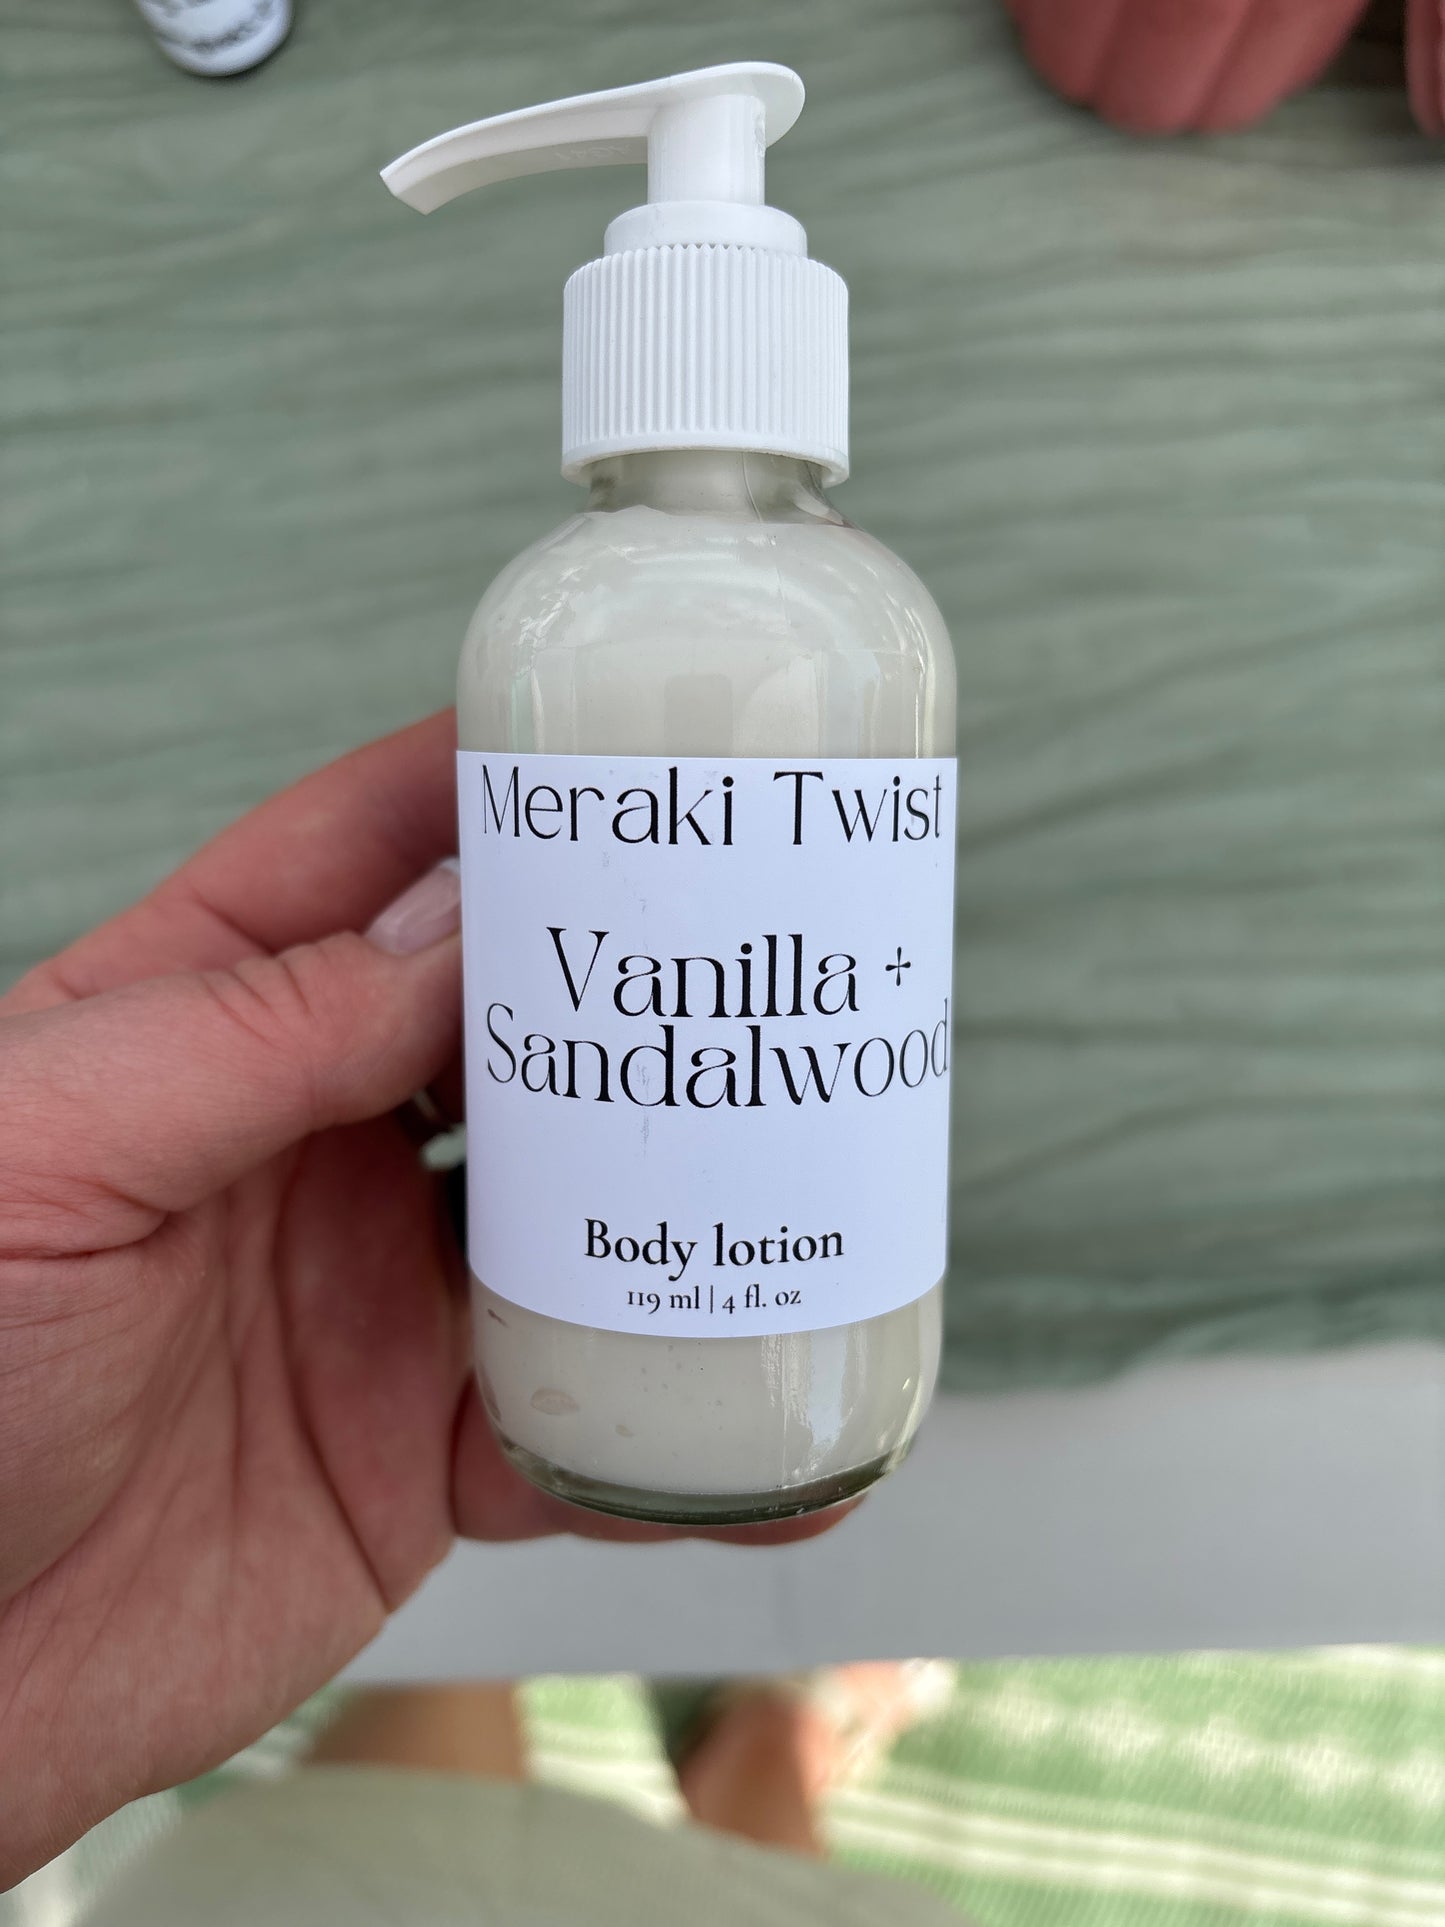 Meraki Twist
Vanilla +
Sandalwood
Body lotion
119 ml | 4 fl. oz